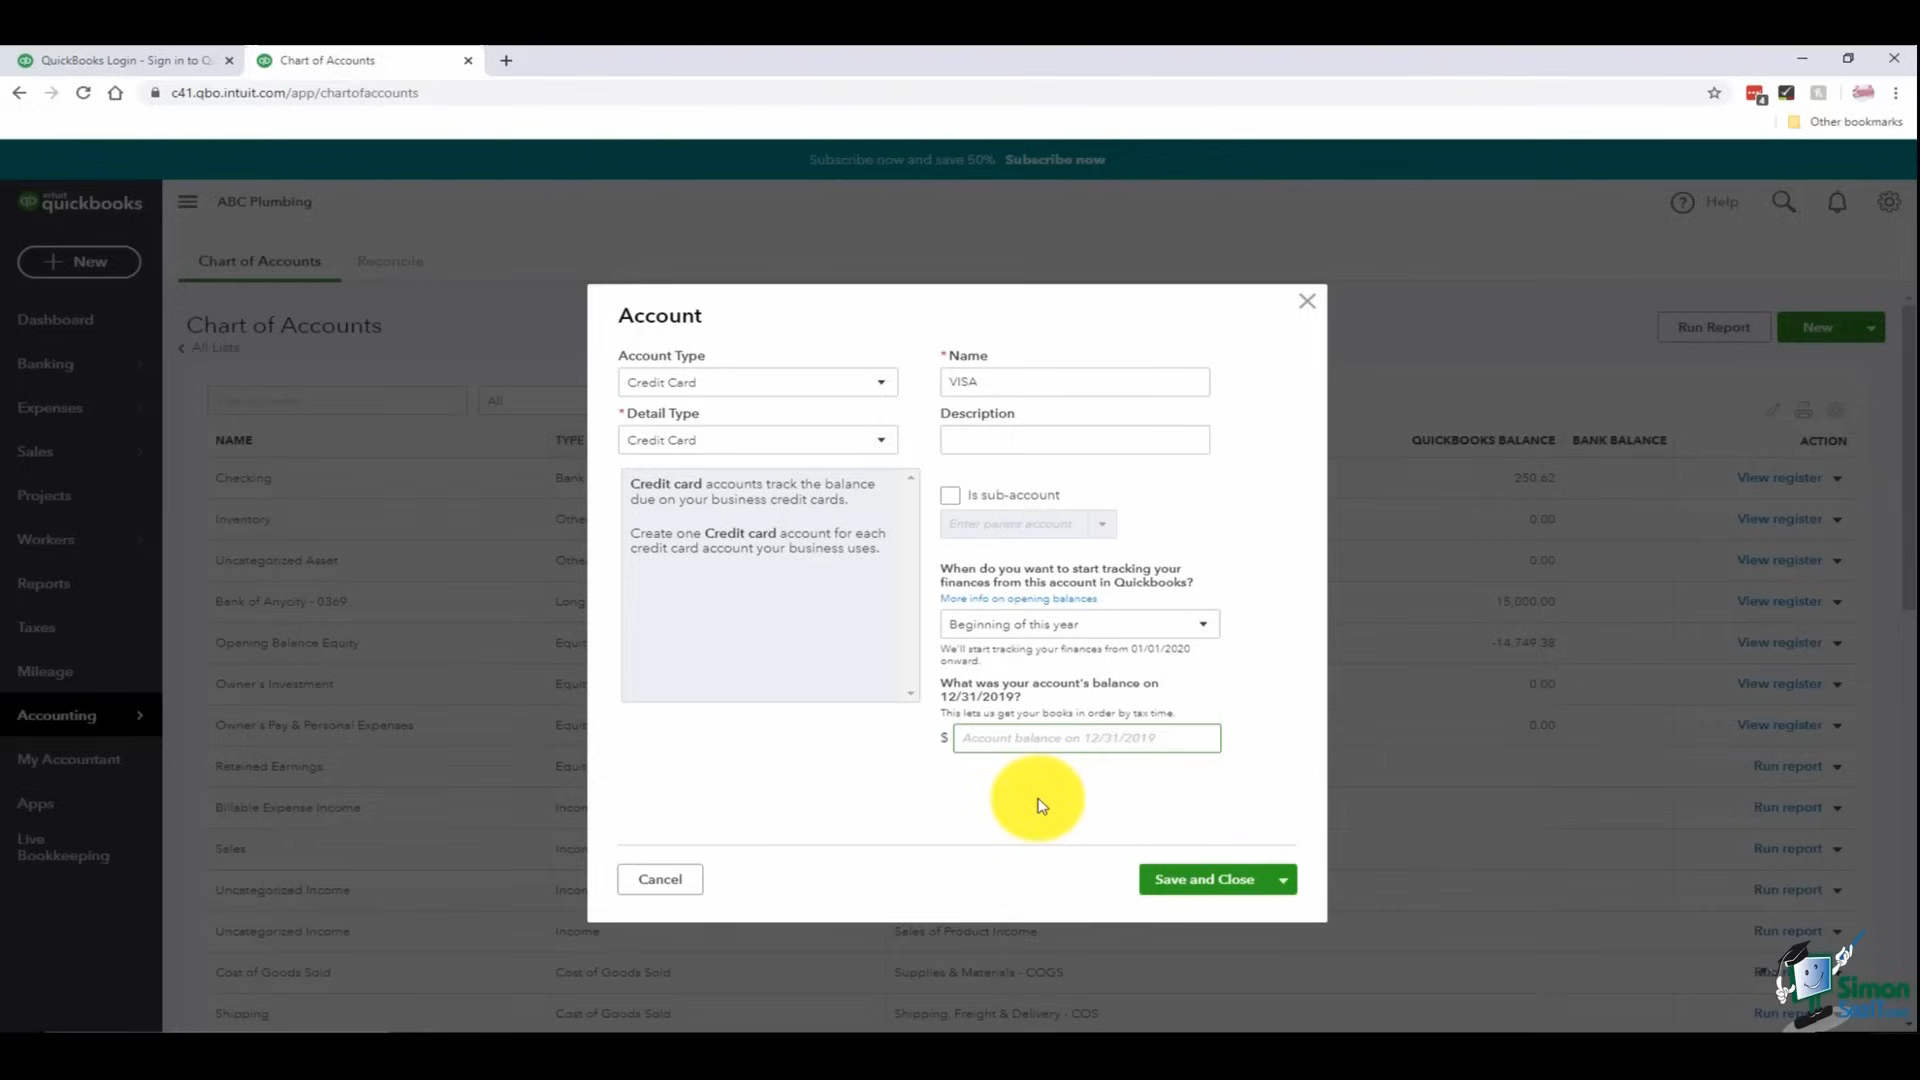 QuickBooks Login - Sign in to Q
Chart of Accounts
c41.qbo.intuit.com/app/chartofaccounts
4
Other bookmarks
Subscribe now and save 50% Subscribe now
intuit
quickbooks
ABC Plumbing
Help
New
Chart of Accounts
Reconcile
Dashboard
Banking
Expenses
Sales
Projects
Workers
Reports
Taxes
Mileage
Accounting
My Accountant
Apps
Live
Bookkeeping
Chart of Accounts
All Lists
Run Report
New
All
NAME TYPE QUICKBOOKS BALANCE BANK BALANCE ACTION
Checking Bank 250.62 View register
Inventory Othe 0.00 View register
Uncategorized Asset Othe 0.00 View register
Bank of Anycity - 0369 Long 15,000.00 View register
Opening Balance Equity Equi -14,749.38 View register
Owner's Investment Equi 0.00 View register
Owner's Pay & Personal Expenses Equi 0.00 View register
Retained Earnings Equi Run report
Billable Expense Income Incon Run report
Sales Incon Run report
Uncategorized Income Incon Run report
Uncategorized Income Income Sales of Product Income Run report
Cost of Goods Sold Cost of Goods Sold Supplies & Materials - COGS
Shipping Cost of Goods Sold Shipping, Freight & Delivery - COS
Account
Account Type
Credit Card
* Detail Type
Credit Card
Credit card accounts track the balance
due on your business credit cards.
Create one Credit card account for each
credit card account your business uses.
* Name
VISA
Description
Is sub-account
Enter parent account
When do you want to start tracking your
finances from this account in Quickbooks?
More info on opening balances
Beginning of this year
We'll start tracking your finances from 01/01/2020
onward.
What was your account's balance on
12/31/2019?
This lets us get your books in order by tax time.
$ Account balance on 12/31/2019
Cancel
Save and Close
Simon